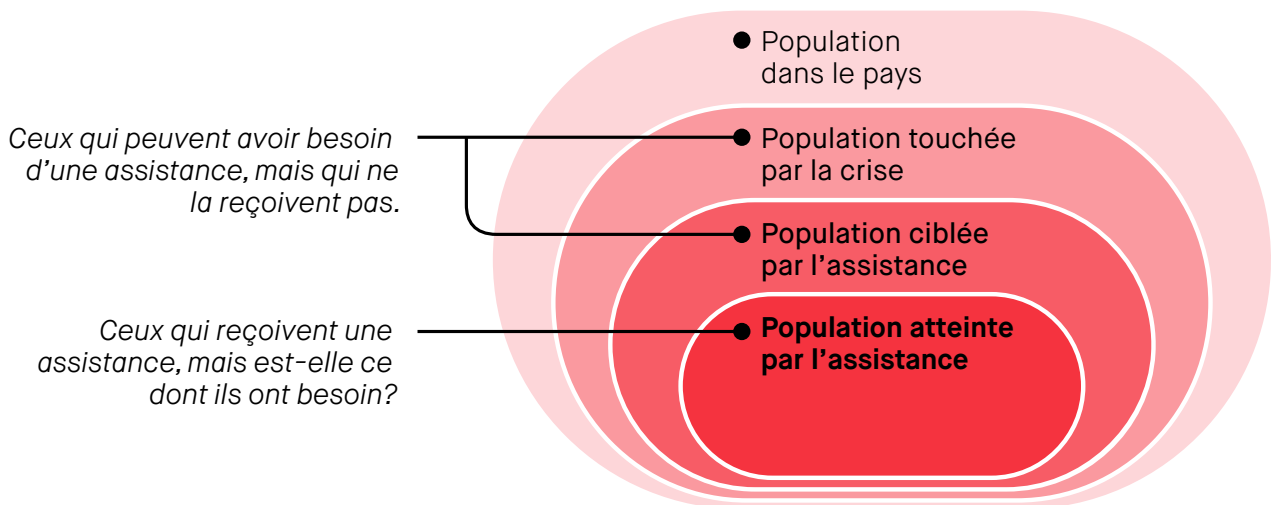 Population
dans le pays
Ceux qui peuvent avoir besoin
d’une assistance, mais qui ne
la reçoivent pas.
Population touchée
par la crise
Population ciblée
par l’assistance
Ceux qui reçoivent une
assistance, mais est-elle ce
dont ils ont besoin?
Population atteinte
par l’assistance